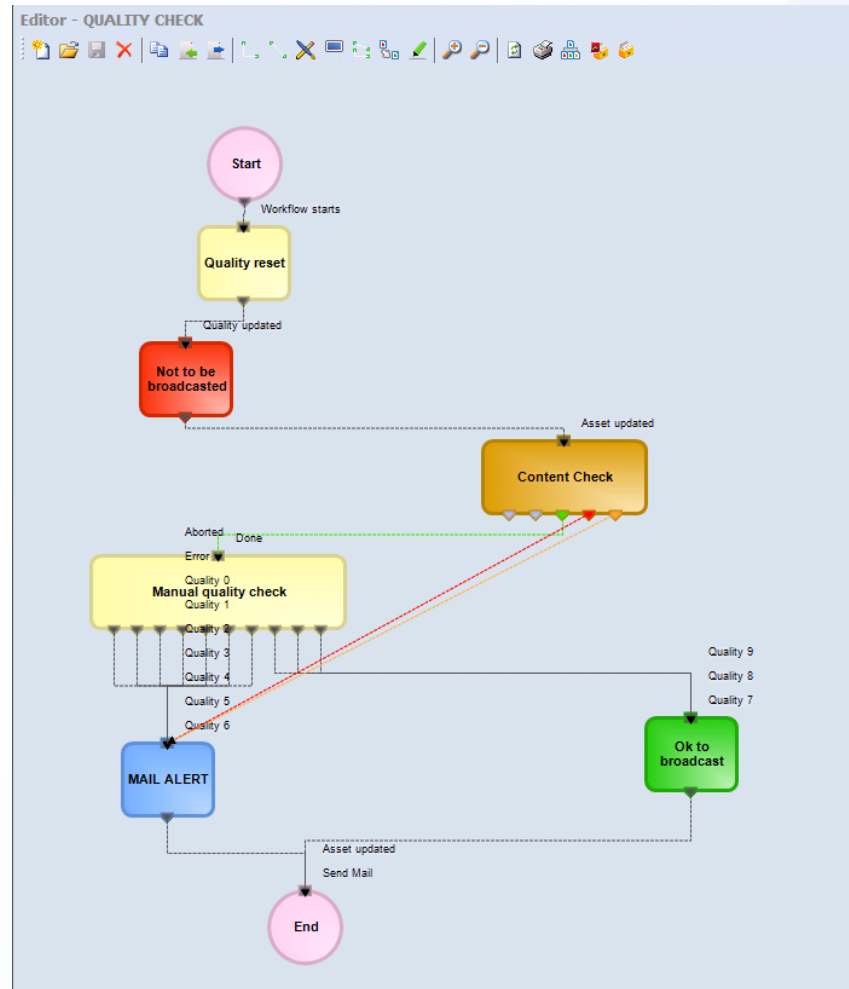 Editor - QUALITY CHECK
Start
Workflow starts
Quality reset
Quality updated
Not to be
broadcasted
Asset updated
Content Check
Aborted
Done
Error
Quality 0
Manual quality check
Quality 1
Quality 2
Quality 3
Quality 4
Quality 5
Quality 6
Quality 9
Quality 8
Quality 7
Ok to
broadcast
MAIL ALERT
Asset updated
Send Mail
End